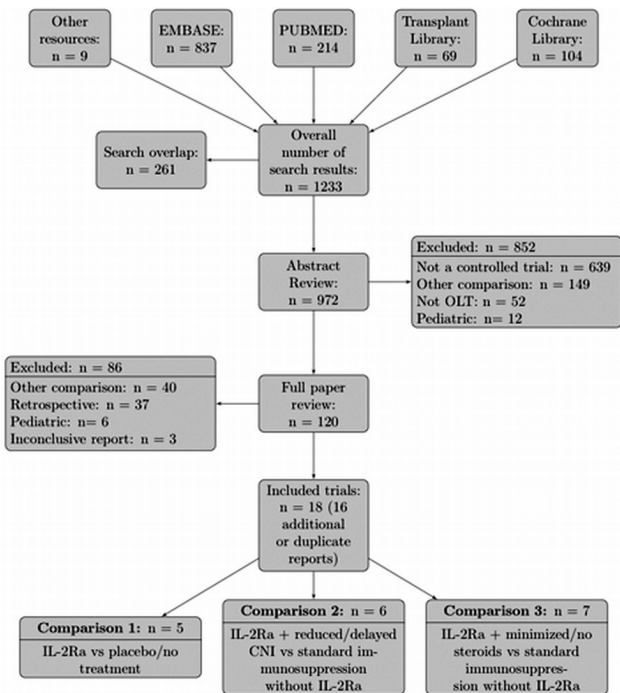 Other
resources:
n = 9
EMBASE:
n = 837
PUBMED:
n = 214
Transplant
Library:
n = 69
Cochrane
Library:
n = 104
Overall
number of
search results:
n = 1233
Search overlap:
n = 261
Abstract
Review:
n = 972
Excluded: n = 852
Not a controlled trial: n = 639
Other comparison: n = 149
Not OLT: n = 52
Pediatric: n= 12
Full paper
review:
n = 120
Excluded: n = 86
Other comparison: n = 40
Retrospective: n = 37
Pediatric: n= 6
Inconclusive report: n = 3
Included trials:
n = 18 (16
additional
or duplicate
reports)
Comparison 1: n = 5
IL-2Ra vs placebo/no
treatment
Comparison 2: n = 6
IL-2Ra + reduced/delayed
CNI vs standard im-
munosuppression
without IL-2Ra
Comparison 3: n = 7
IL-2Ra + minimized/no
steroids vs standard
immunosuppres-
sion without IL-2Ra